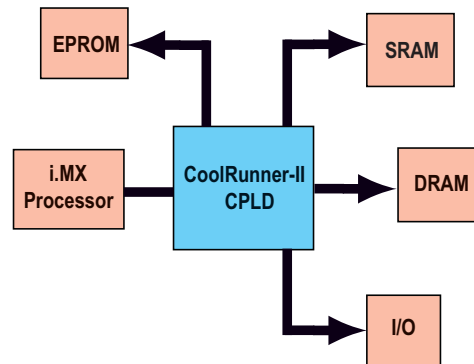 EPROM
SRAM
i.MX
Processor
CoolRunner-II
CPLD
DRAM
I/O